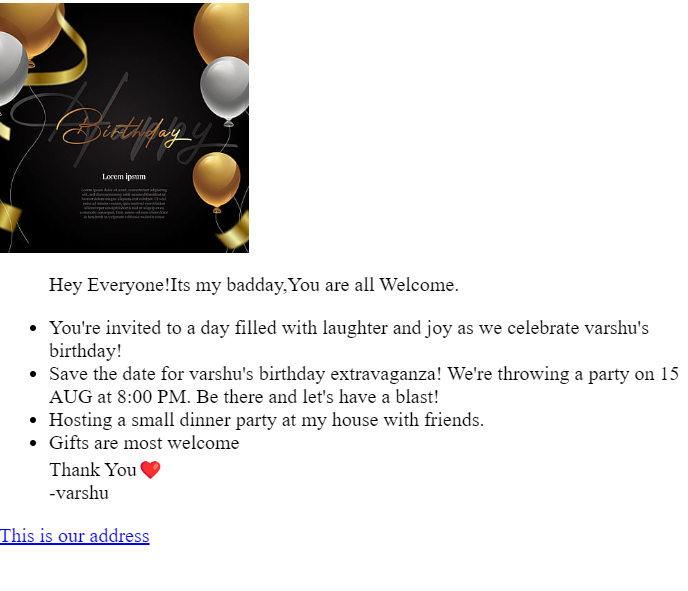 Happy
Birthday
Lorem ipsum
Hey Everyone!Its my badday,You are all Welcome.
• You're invited to a day filled with laughter and joy as we celebrate varshu's
birthday!
• Save the date for varshu's birthday extravaganza! We're throwing a party on 15
AUG at 8:00 PM. Be there and let's have a blast!
• Hosting a small dinner party at my house with friends.
• Gifts are most welcome
Thank You❤️
-varshu
This is our address